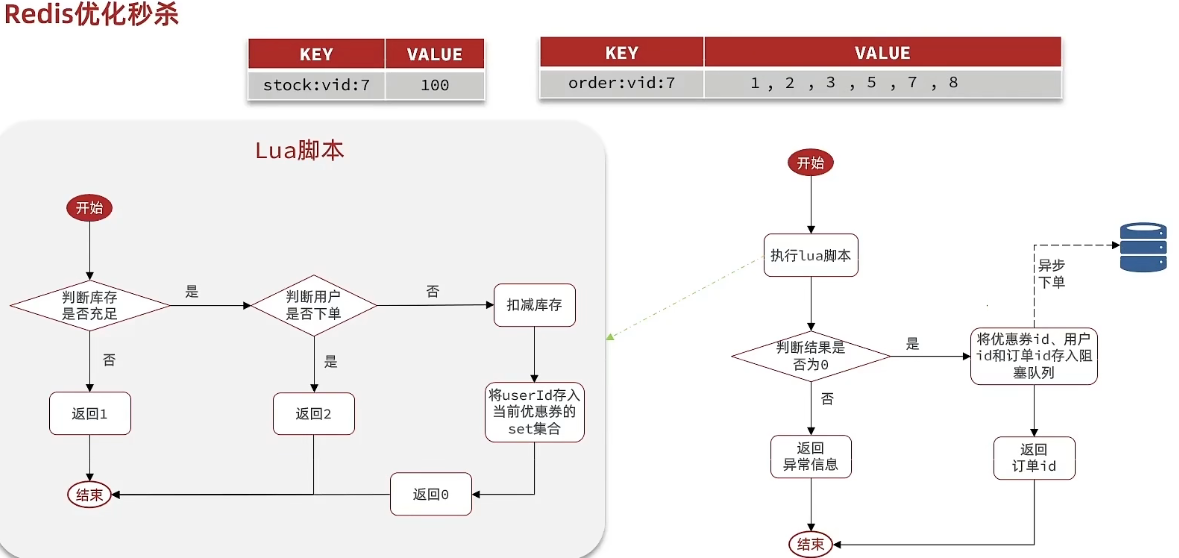 Redis优化秒杀
KEY VALUE
stock:vid:7 100
KEY VALUE
order:vid:7 1 , 2 , 3 , 5 , 7 , 8
Lua脚本
开始
判断库存
是否充足
是
否
返回1
判断用户
是否下单
否
是
返回2
扣减库存
将userId存入
当前优惠券的
set集合
返回0
结束
开始
执行lua脚本
判断结果是
否为0
是
否
返回
异常信息
将优惠券id、用户
id和订单id存入阻
塞队列
异步
下单
返回
订单id
结束